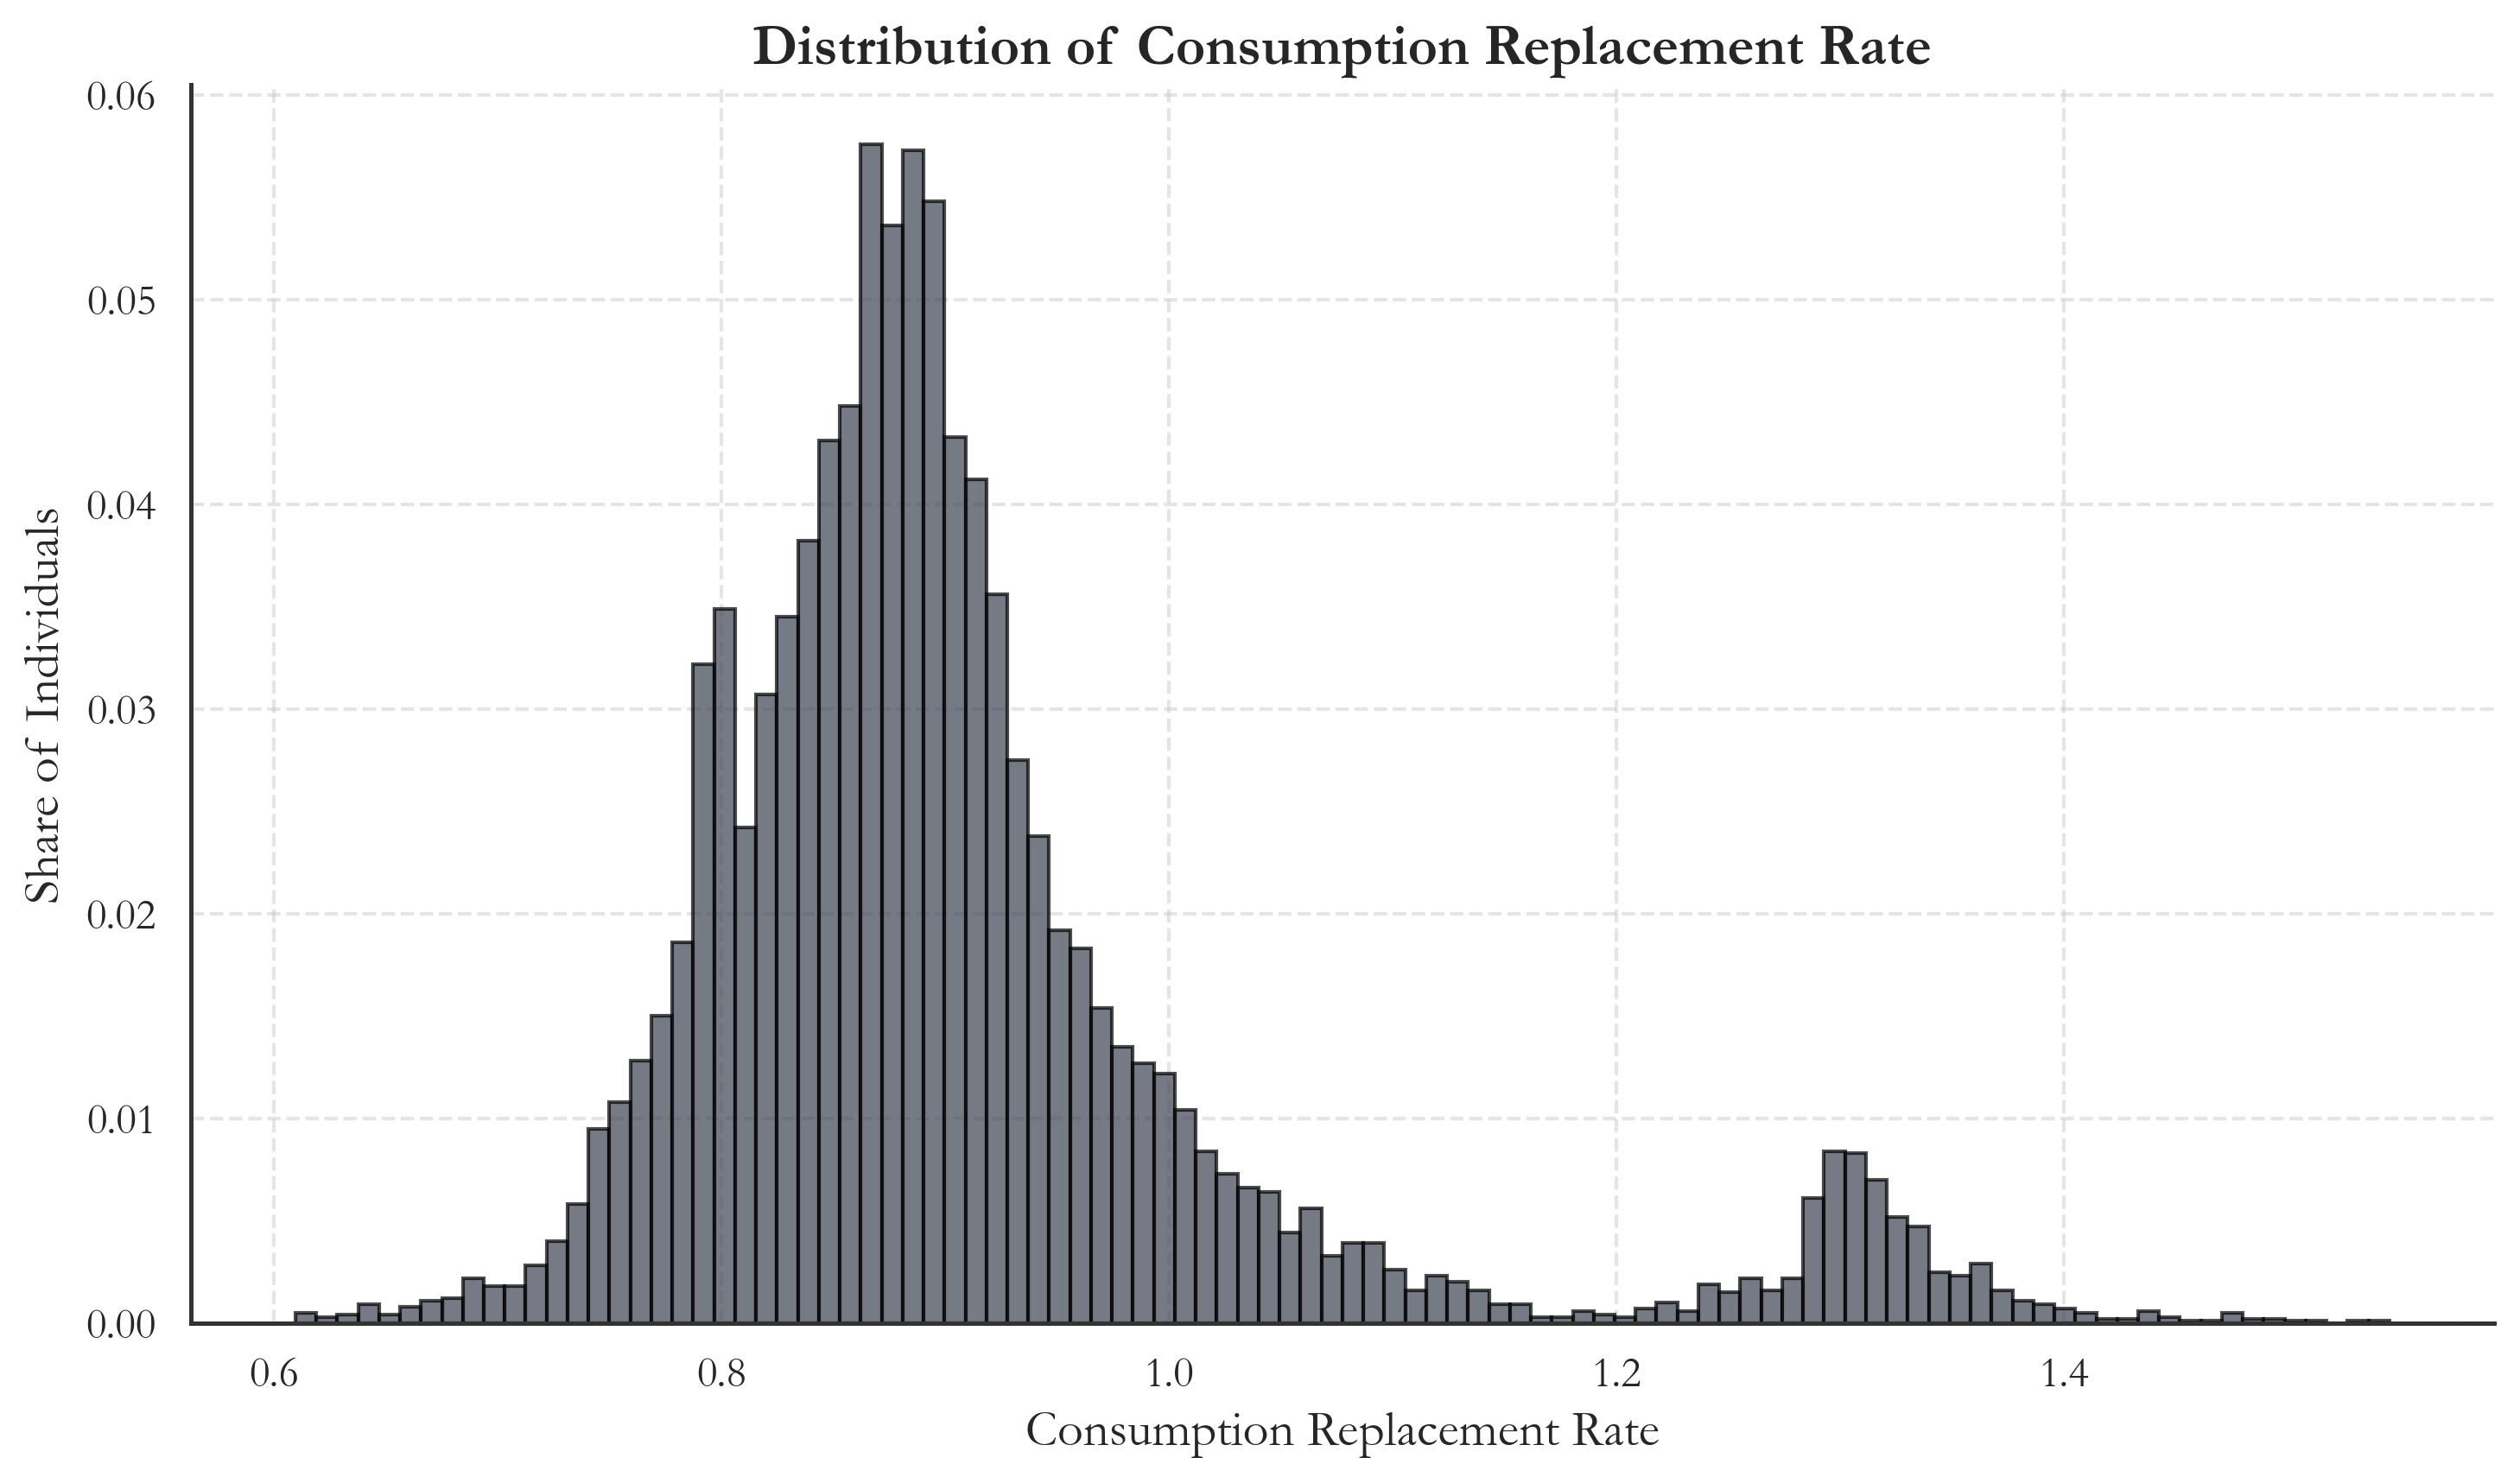 Distribution of Consumption Replacement Rate
0.06
0.05
0.04
0.03
0.02
0.01
0.00
Share of Individuals
0.6 0.8 1.0 1.2 1.4
Consumption Replacement Rate